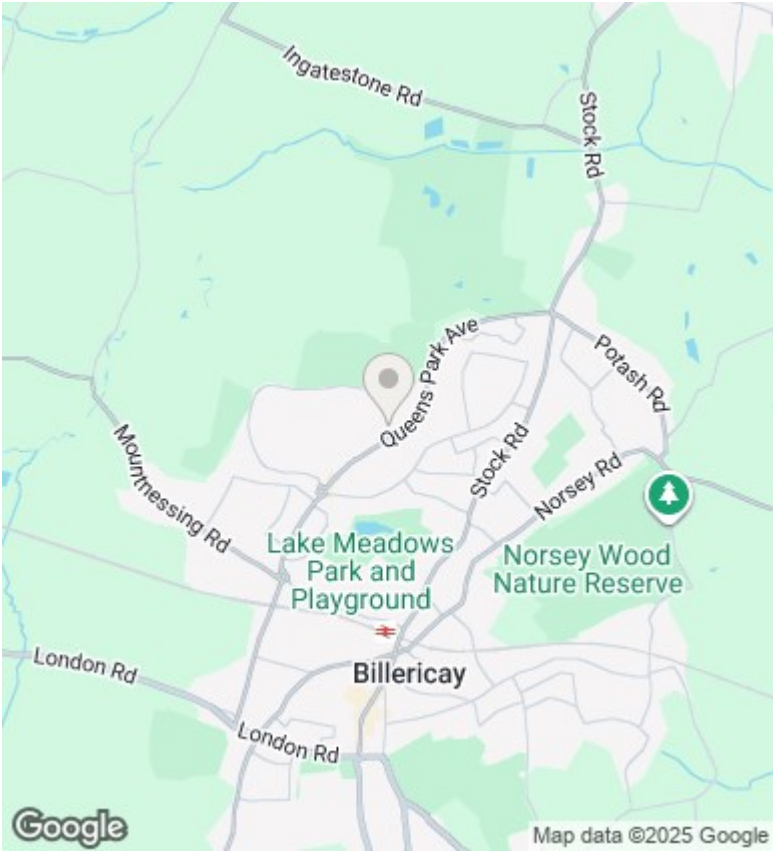 Ingatestone Rd
Stock Rd
Queens Park Ave
Potash Rd
Mountnessing Rd
Stock Rd
Norsey Rd
Lake Meadows
Park and
Playground
Norsey Wood
Nature Reserve
London Rd
Billericay
London Rd
Google
Map data ©2025 Google